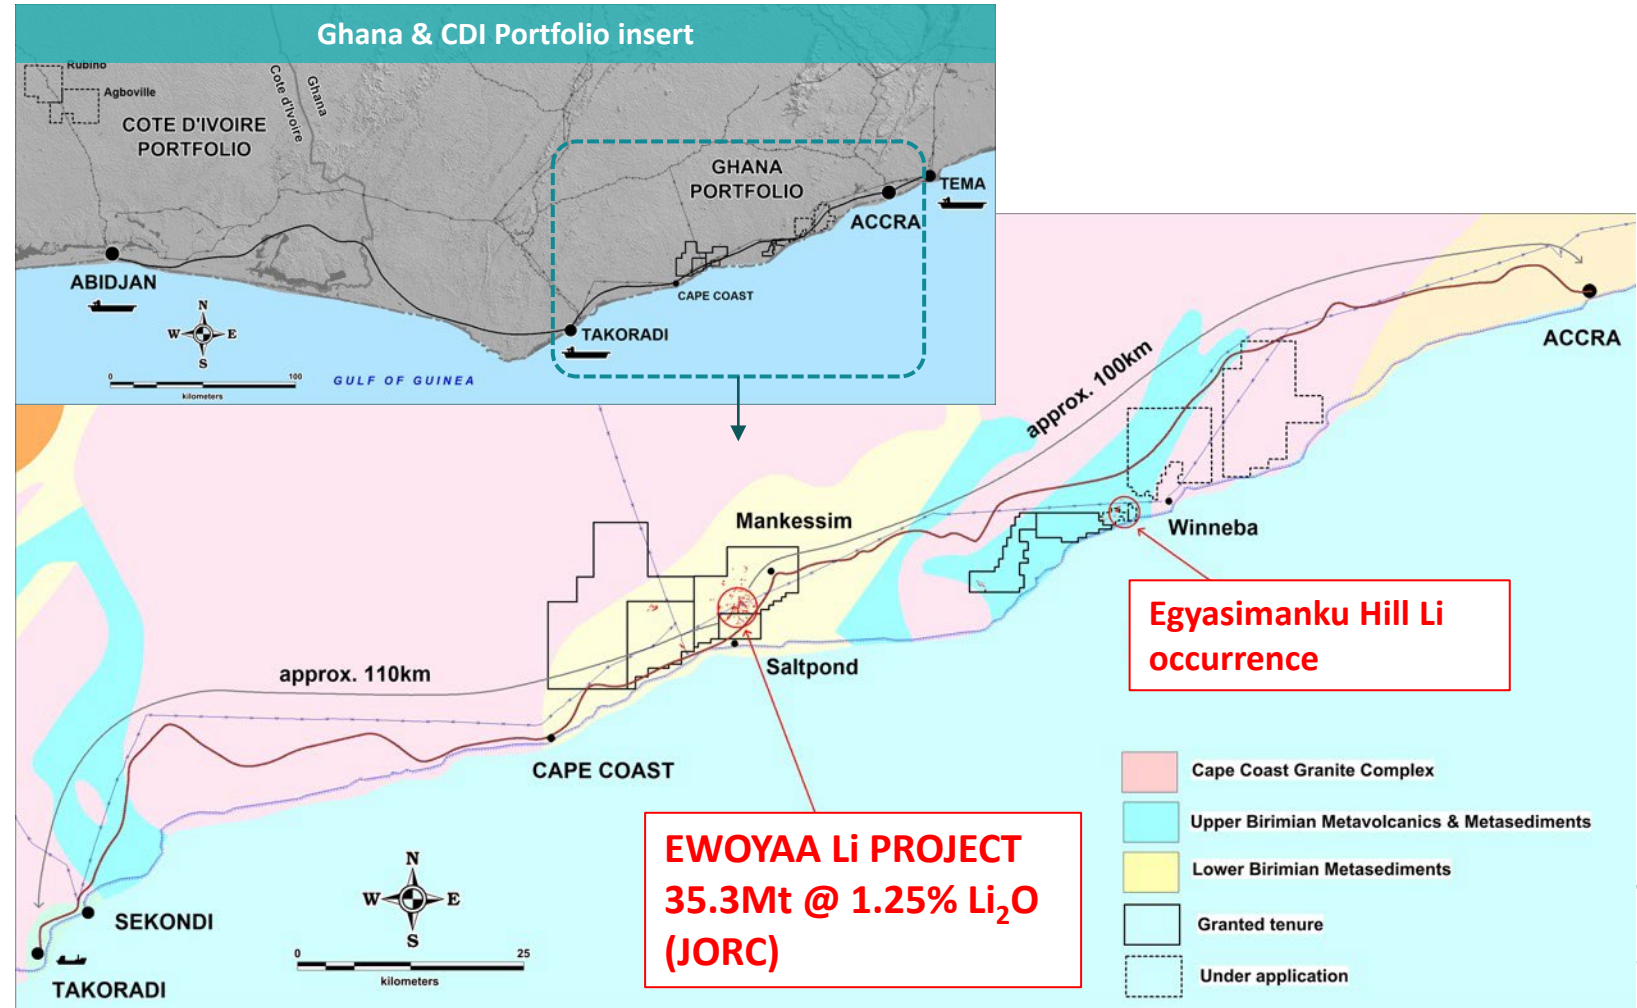 Ghana & CDI Portfolio insert
Rubino
Agboville
COTE D'IVOIRE
PORTFOLIO
Cote d'Ivoire
Ghana
GHANA
PORTFOLIO
TEMA
ACCRA
ABIDJAN
CAPE COAST
TAKORADI
N
W
E
S
0
100
kilometers
GULF OF GUINEA
ACCRA
approx. 100km
Mankessim
Winneba
Egyasimanku Hill Li
occurrence
Saltpond
approx. 110km
CAPE COAST
EWOYAA Li PROJECT
35.3Mt @ 1.25% Li₂O
(JORC)
Cape Coast Granite Complex
Upper Birimian Metavolcanics & Metasediments
Lower Birimian Metasediments
Granted tenure
Under application
N
W
E
S
0
25
kilometers
SEKONDI
TAKORADI